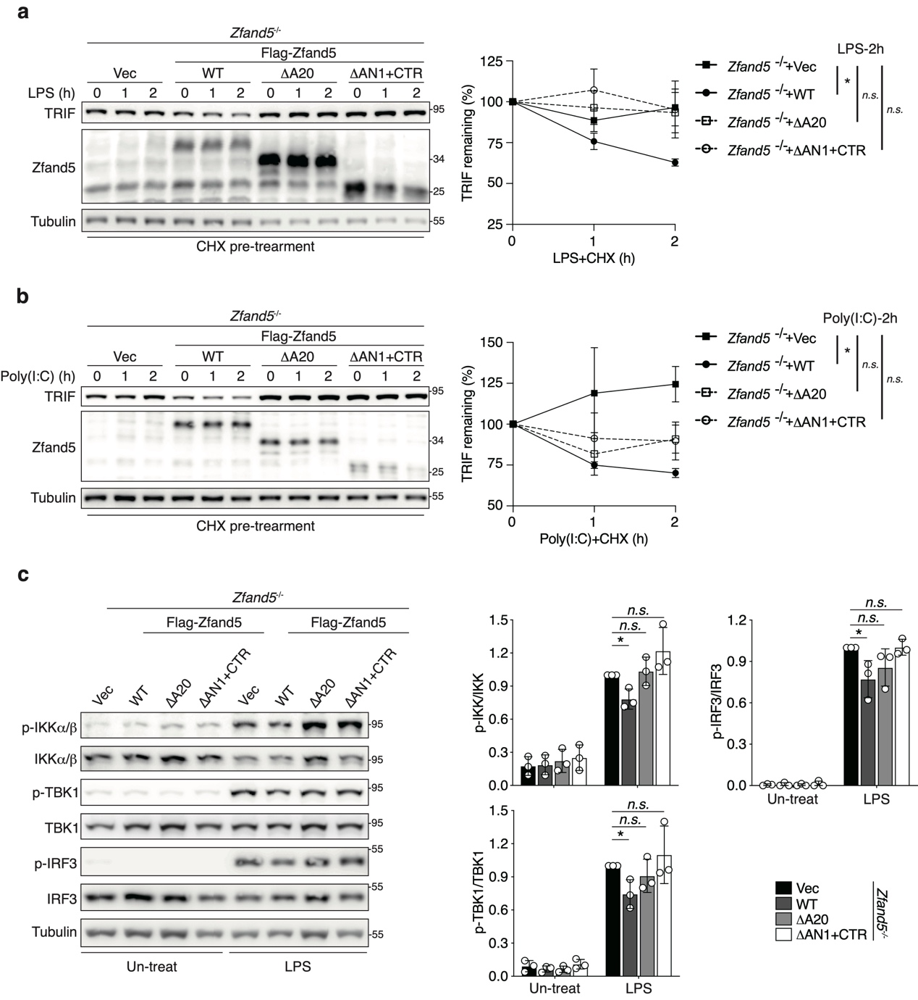 a
Zfand5-/-
Flag-Zfand5
Vec WT ΔA20 ΔAN1+CTR
LPS (h) 0 1 2 0 1 2 0 1 2 0 1 2
TRIF -95
Zfand5 -34
-25
Tubulin -55
CHX pre-trearment
TRIF remaining (%)
125
100
75
50
25
0 1 2
LPS+CHX (h)
LPS-2h
Zfand5 -/-+Vec
Zfand5 -/-+WT
Zfand5 -/-+ΔA20
Zfand5 -/-+ΔAN1+CTR
* n.s. n.s.
b
Zfand5-/-
Flag-Zfand5
Vec WT ΔA20 ΔAN1+CTR
Poly(I:C) (h) 0 1 2 0 1 2 0 1 2 0 1 2
TRIF -95
Zfand5 -34
-25
Tubulin -55
CHX pre-trearment
TRIF remaining (%)
150
125
100
75
50
0 1 2
Poly(I:C)+CHX (h)
Poly(I:C)-2h
Zfand5 -/-+Vec
Zfand5 -/-+WT
Zfand5 -/-+ΔA20
Zfand5 -/-+ΔAN1+CTR
* n.s. n.s.
c
Zfand5-/-
Flag-Zfand5 Flag-Zfand5
Vec WT ΔA20 ΔAN1+CTR Vec WT ΔA20 ΔAN1+CTR
p-IKKα/β -95
IKKα/β -95
p-TBK1 -95
TBK1 -95
p-IRF3 -55
IRF3 -55
Tubulin -55
Un-treat LPS
p-IKK/IKK
1.5
1.2
0.9
0.6
0.3
0.0
n.s.
n.s.
*
p-IRF3/IRF3
1.2
0.9
0.6
0.3
0.0
n.s.
n.s.
*
Un-treat LPS
p-TBK1/TBK1
1.5
1.2
0.9
0.6
0.3
0.0
n.s.
n.s.
*
Un-treat LPS
Vec
WT
ΔA20
ΔAN1+CTR
Zfand5-/-